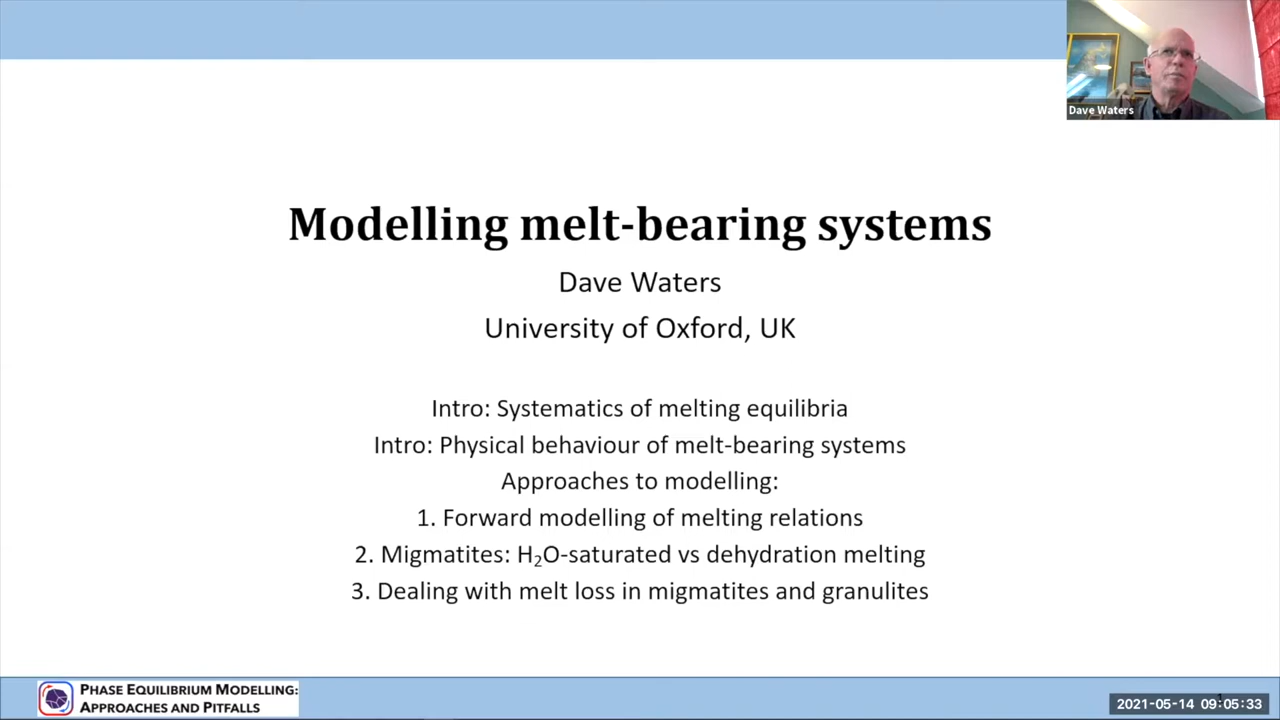 Dave Waters
Modelling melt-bearing systems
Dave Waters
University of Oxford, UK
Intro: Systematics of melting equilibria
Intro: Physical behaviour of melt-bearing systems
Approaches to modelling:
1. Forward modelling of melting relations
2. Migmatites: H₂O-saturated vs dehydration melting
3. Dealing with melt loss in migmatites and granulites
PHASE EQUILIBRIUM MODELLING:
APPROACHES AND PITFALLS
2021-05-14 09:05:33